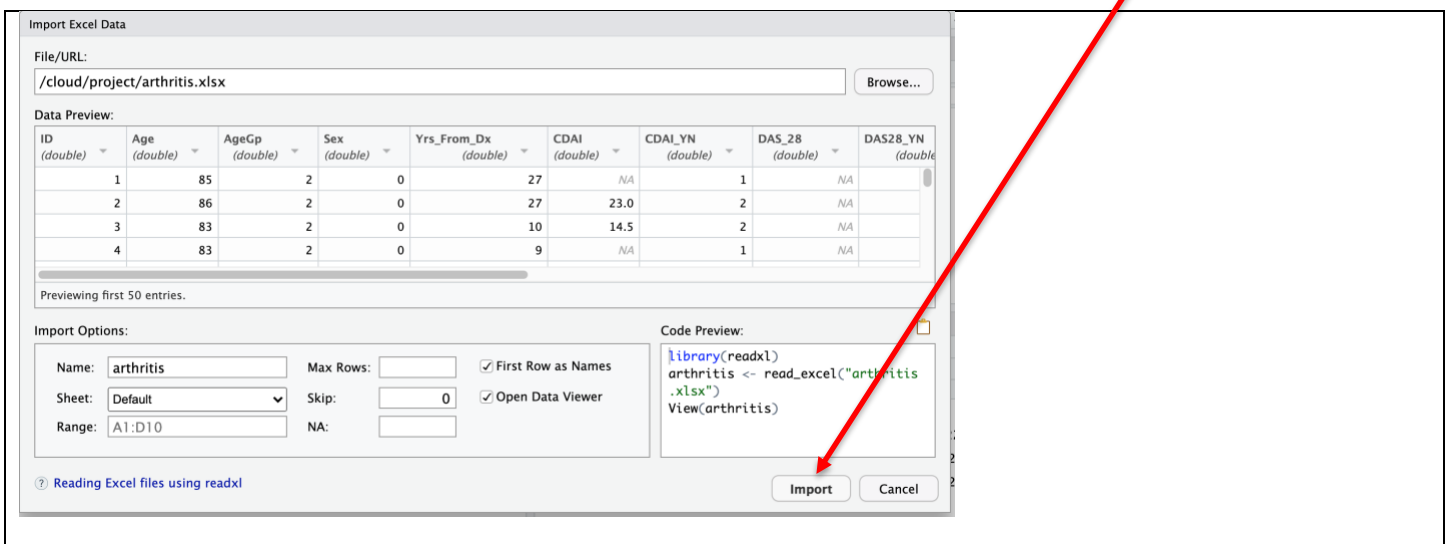 Import Excel Data
File/URL:
/cloud/project/arthritis.xlsx Browse...
Data Preview:
ID Age AgeGp Sex Yrs_From_Dx CDAI CDAI_YN DAS_28 DAS28_YN
(double) (double) (double) (double) (double) (double) (double) (double) (double
1 85 2 0 27 NA 1 NA
2 86 2 0 27 23.0 2 NA
3 83 2 0 10 14.5 2 NA
4 83 2 0 9 NA 1 NA
Previewing first 50 entries.
Import Options: Code Preview:
Name: arthritis Max Rows: First Row as Names
Sheet: Default Skip: 0 Open Data Viewer
Range: A1:D10 NA:
library(readxl)
arthritis <- read_excel("arthritis
.xlsx")
View(arthritis)
? Reading Excel files using readxl Import Cancel